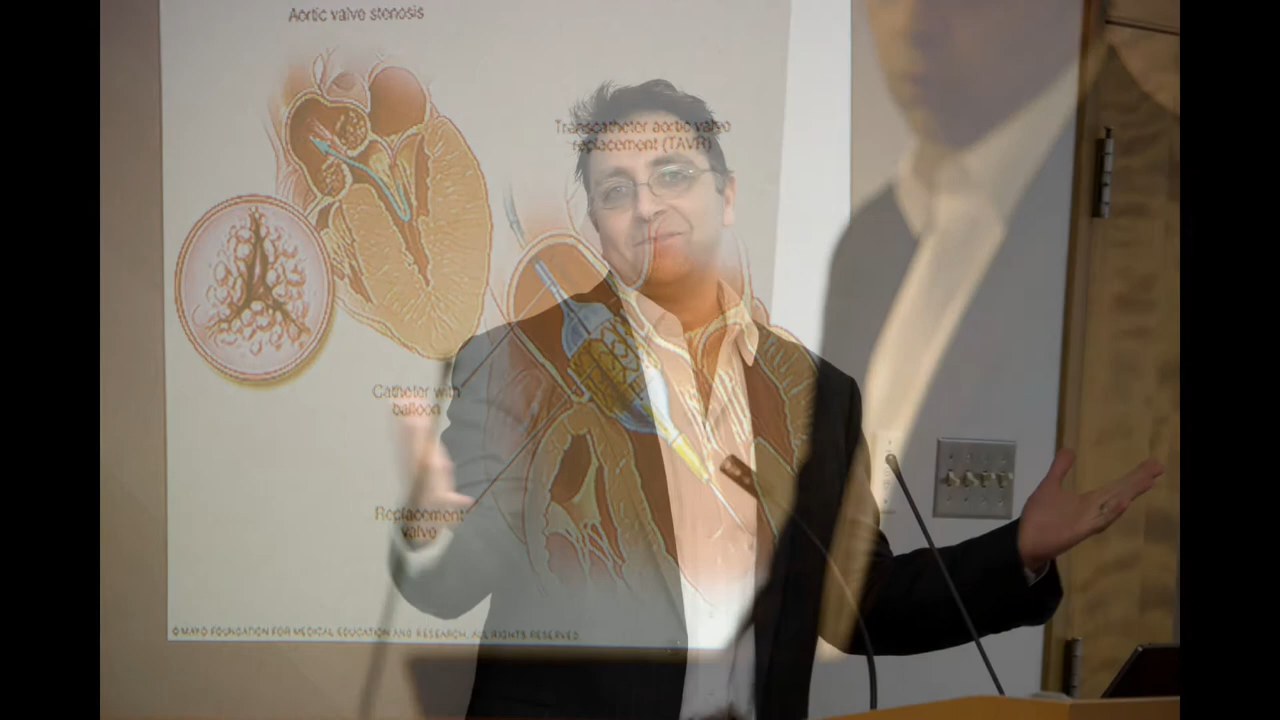 Aortic valve stenosis
Transcatheter aortic valve
replacement (TAVR)
Catheter with
balloon
Replacement
valve
© MAYO FOUNDATION FOR MEDICAL EDUCATION AND RESEARCH. ALL RIGHTS RESERVED.